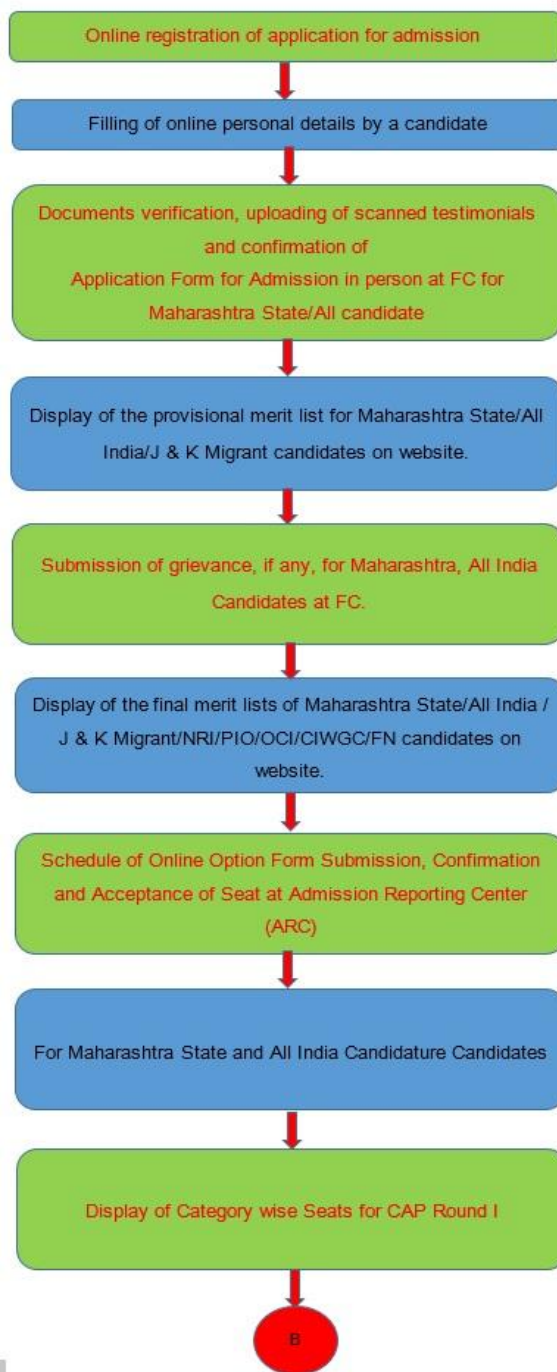 Online registration of application for admission
Filling of online personal details by a candidate
Documents verification, uploading of scanned testimonials
and confirmation of
Application Form for Admission in person at FC for
Maharashtra State/All candidate
Display of the provisional merit list for Maharashtra State/All
India/J & K Migrant candidates on website.
Submission of grievance, if any, for Maharashtra, All India
Candidates at FC.
Display of the final merit lists of Maharashtra State/All India /
J & K Migrant/NRI/PIO/OCI/CIWGC/FN candidates on
website.
Schedule of Online Option Form Submission, Confirmation
and Acceptance of Seat at Admission Reporting Center
(ARC)
For Maharashtra State and All India Candidature Candidates
Display of Category wise Seats for CAP Round I
B